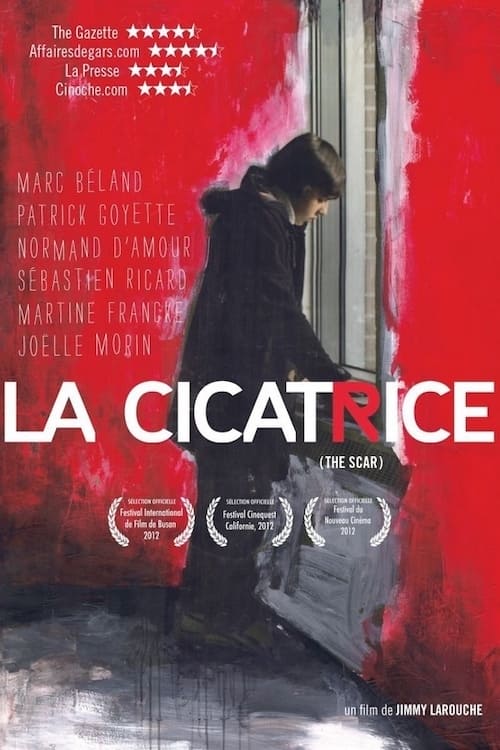 The Gazette
Affairesdegars.com
La Presse
Cinoche.com
MARC BÉLAND
PATRICK GOYETTE
NORMAND D'AMOUR
SÉBASTIEN RICARD
MARTINE FRANCKE
JOËLLE MORIN
LA CICATRICE
(THE SCAR)
SÉLECTION OFFICIELLE
Festival International
de Film de Busan
2012
SÉLECTION OFFICIELLE
Festival Cinequest
Californie, 2012
SÉLECTION OFFICIELLE
Festival du
Nouveau Cinéma
2012
un film de JIMMY LAROUCHE